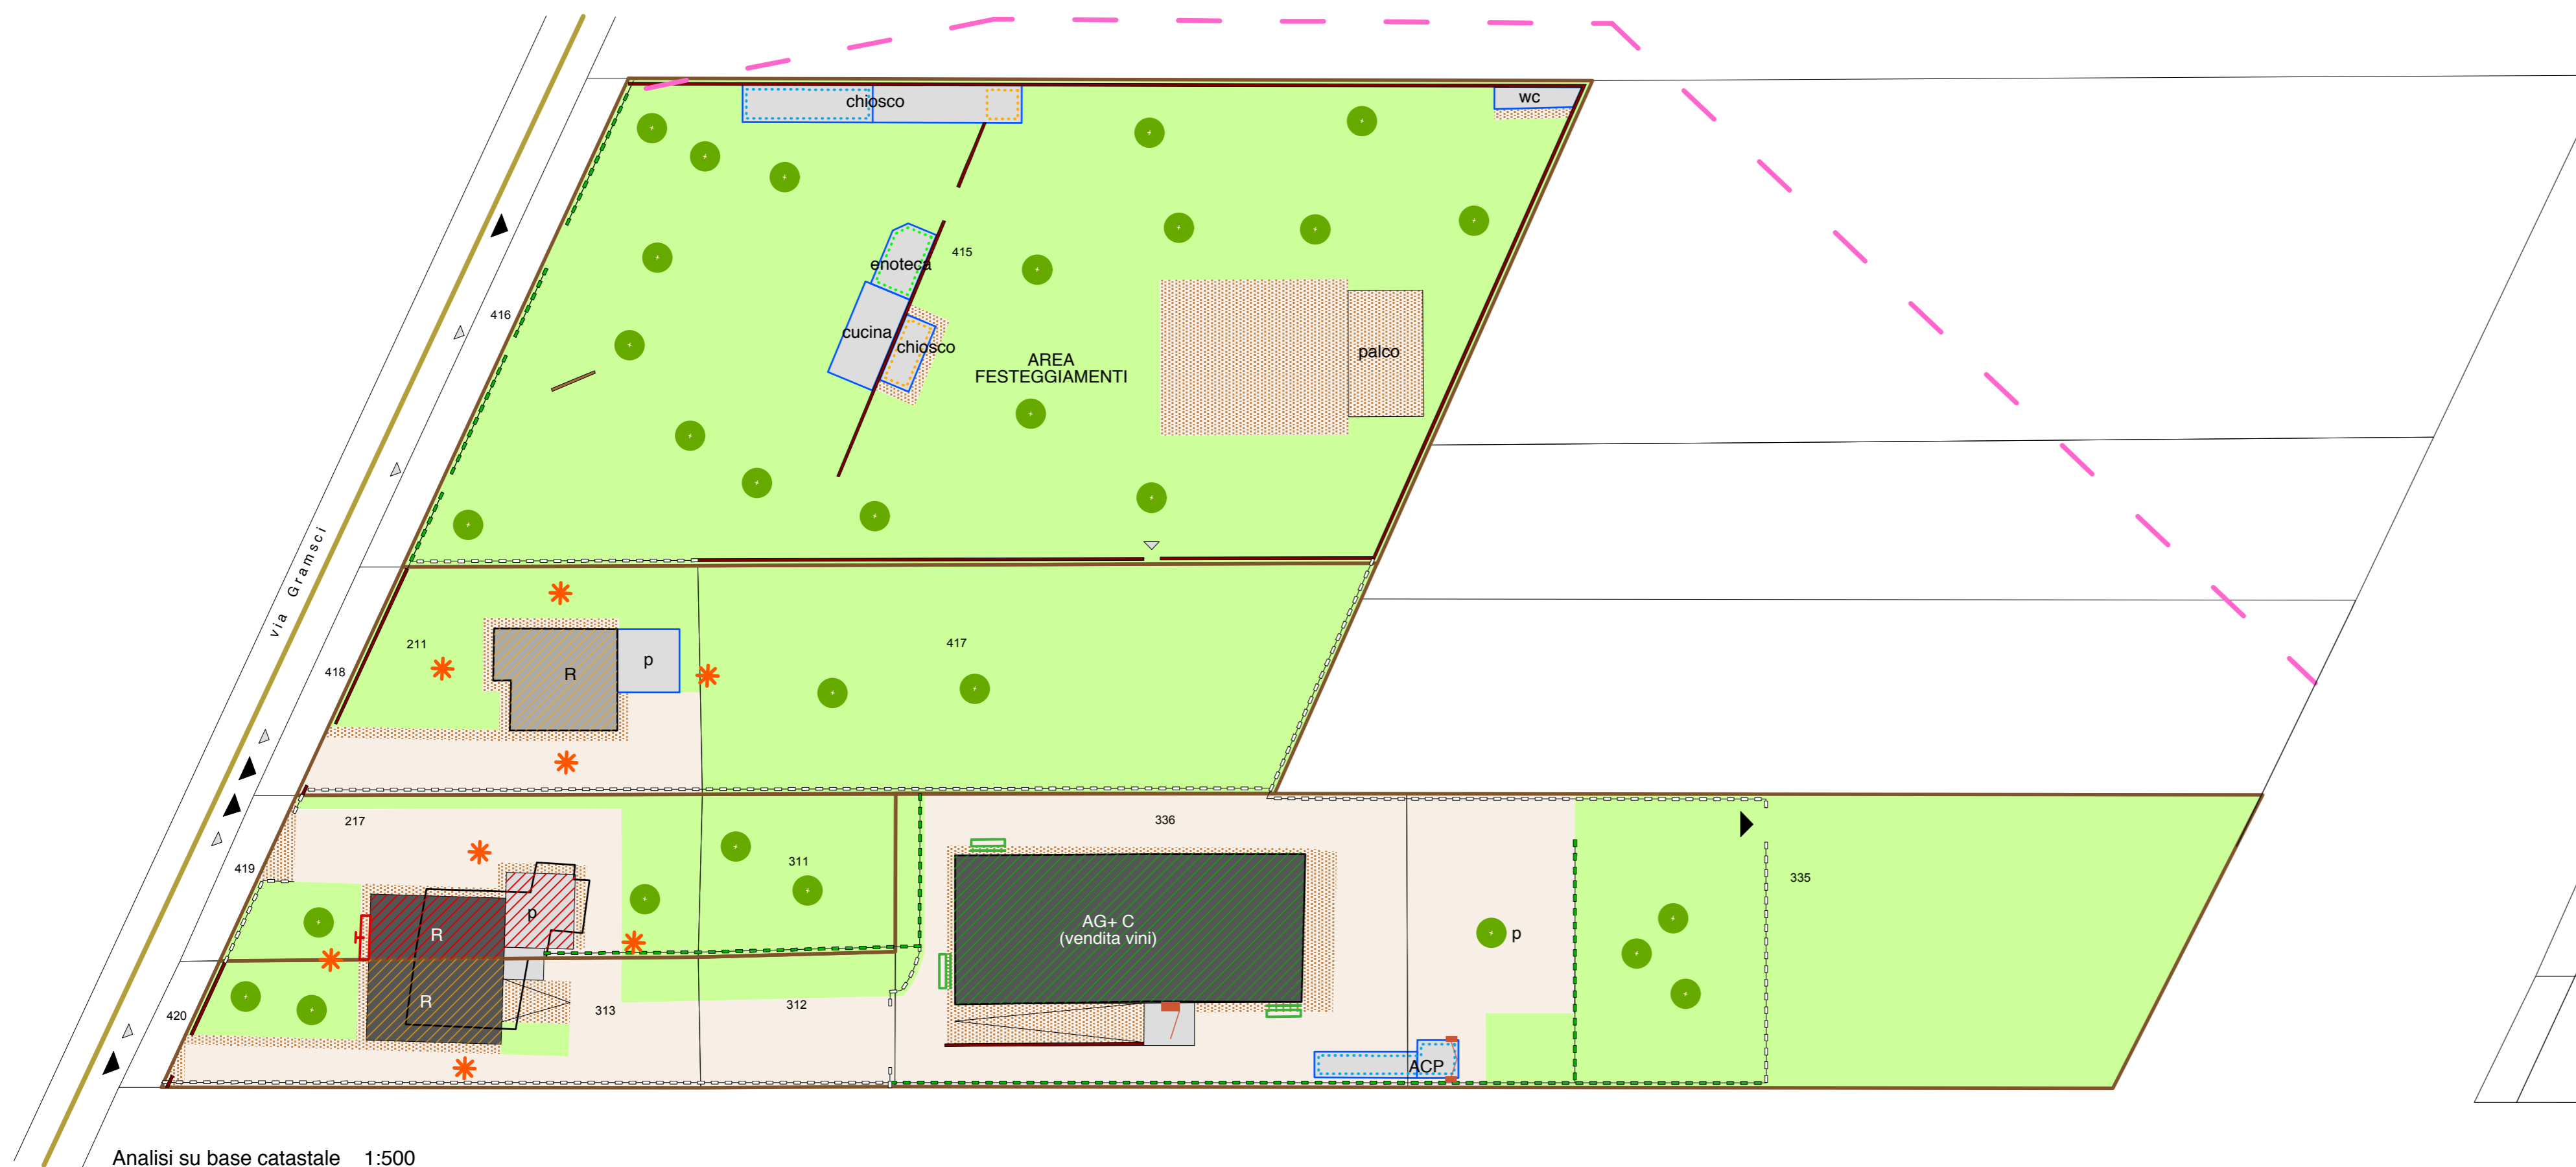 chiosco
wc
enoteca
415
416
cucina
chiosco
AREA
FESTEGGIAMENTI
palco
via Gramsci
211
417
418
R
p
217
336
419
311
335
p
R
AG+ C
(vendita vini)
p
R
420
313
312
ACP
Analisi su base catastale 1:500